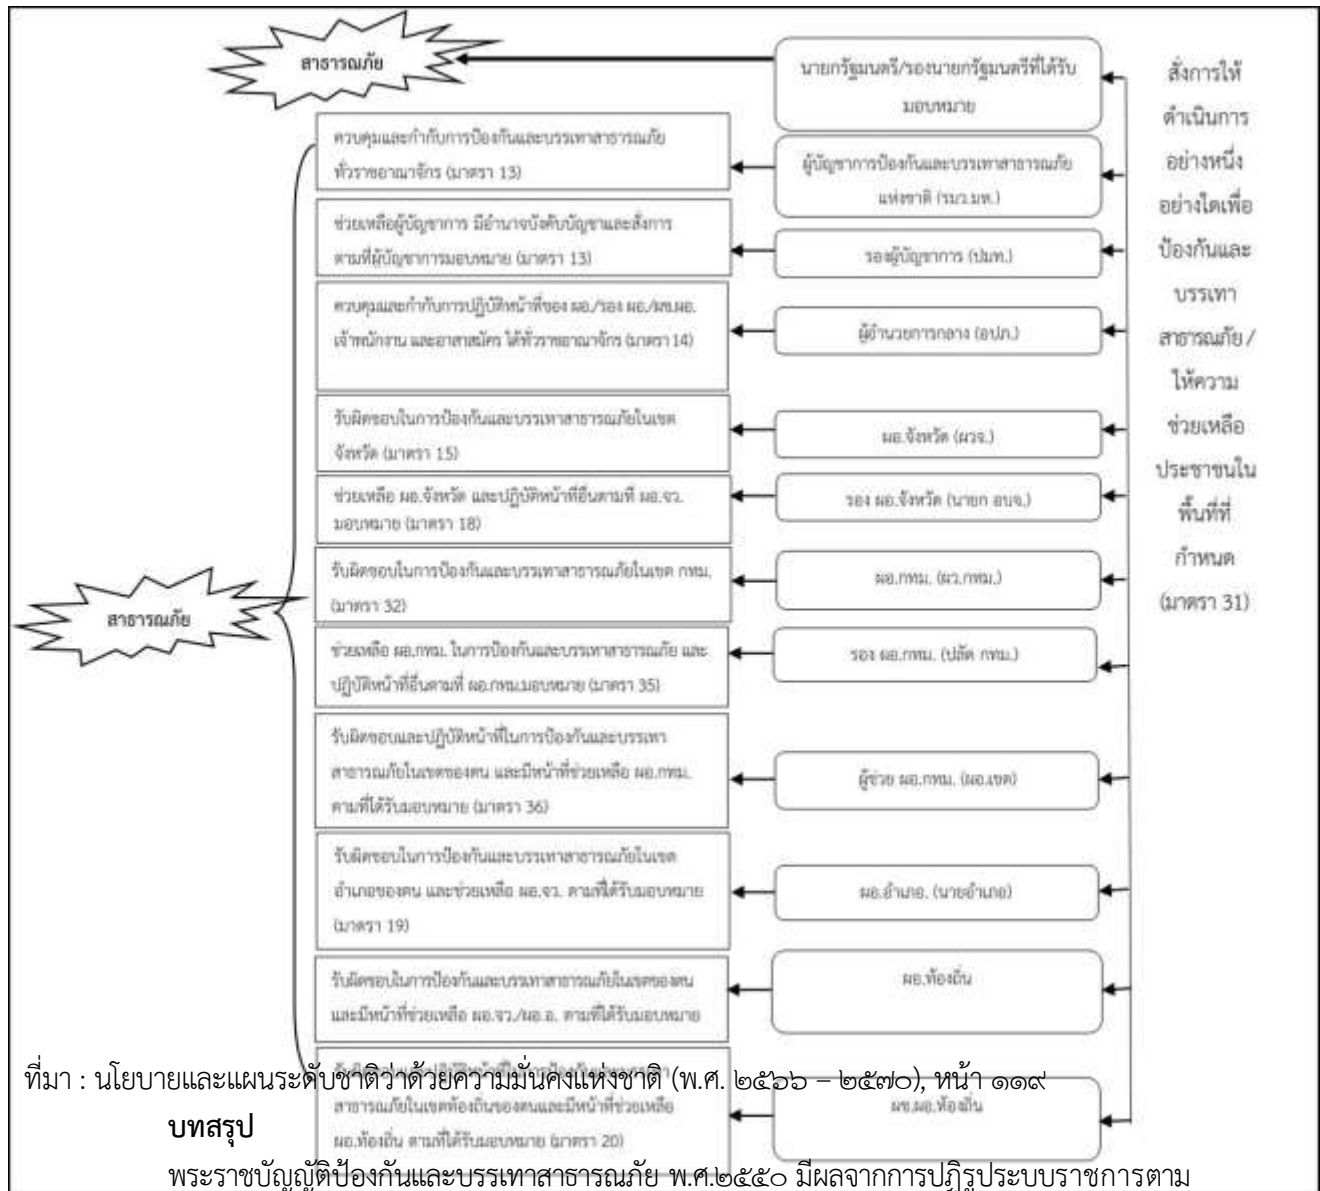 สาธารณภัย
นายกรัฐมนตรี/รองนายกรัฐมนตรีที่ได้รับ
มอบหมาย
สั่งการให้
ดำเนินการ
อย่างหนึ่ง
อย่างใดเพื่อ
ป้องกันและ
บรรเทา
สาธารณภัย/
ให้ความ
ช่วยเหลือ
ประชาชนใน
พื้นที่ที่
กำหนด
(มาตรา 31)
ควบคุมและกำกับการป้องกันและบรรเทาสาธารณภัย
ทั่วราชอาณาจักร (มาตรา 13)
ผู้บัญชาการป้องกันและบรรเทาสาธารณภัย
แห่งชาติ (รมว.มท.)
ช่วยเหลือผู้บัญชาการ มีอำนาจบังคับบัญชาและสั่งการ
ตามที่ผู้บัญชาการมอบหมาย (มาตรา 13)
รองผู้บัญชาการ (ปมท.)
ควบคุมและกำกับการปฏิบัติหน้าที่ของ ผอ./รอง ผอ./ผช.ผอ.
เจ้าพนักงาน และอาสาสมัคร ได้ทั่วราชอาณาจักร (มาตรา 14)
ผู้อำนวยการกลาง (อปภ.)
รับผิดชอบในการป้องกันและบรรเทาสาธารณภัยในเขต
จังหวัด (มาตรา 15)
ผอ.จังหวัด (ผวจ.)
ช่วยเหลือ ผอ.จังหวัด และปฏิบัติหน้าที่อื่นตามที่ ผอ.จว.
มอบหมาย (มาตรา 18)
รอง ผอ.จังหวัด (นายก อบจ.)
สาธารณภัย
รับผิดชอบในการป้องกันและบรรเทาสาธารณภัยในเขต กทม.
(มาตรา 32)
ผอ.กทม. (ผว.กทม.)
ช่วยเหลือ ผอ.กทม. ในการป้องกันและบรรเทาสาธารณภัย และ
ปฏิบัติหน้าที่อื่นตามที่ ผอ.กทม.มอบหมาย (มาตรา 35)
รอง ผอ.กทม. (ปลัด กทม.)
รับผิดชอบและปฏิบัติหน้าที่ในการป้องกันและบรรเทา
สาธารณภัยในเขตของตน และมีหน้าที่ช่วยเหลือ ผอ.กทม.
ตามที่ได้รับมอบหมาย (มาตรา 36)
ผู้ช่วย ผอ.กทม. (ผอ.เขต)
รับผิดชอบในการป้องกันและบรรเทาสาธารณภัยในเขต
อำเภอของตน และช่วยเหลือ ผอ.จว. ตามที่ได้รับมอบหมาย
(มาตรา 19)
ผอ.อำเภอ. (นายอำเภอ)
รับผิดชอบในการป้องกันและบรรเทาสาธารณภัยในเขตของตน
และมีหน้าที่ช่วยเหลือ ผอ.จว./ผอ.อ. ตามที่ได้รับมอบหมาย
ผอ.ท้องถิ่น
ที่มา : นโยบายและแผนระดับชาติว่าด้วยความมั่นคงแห่งชาติ (พ.ศ. ๒๕๖๖ – ๒๕๗๐), หน้า ๑๑๙
สาธารณภัยในเขตท้องถิ่นของตนและมีหน้าที่ช่วยเหลือ
ผอ.ท้องถิ่น ตามที่ได้รับมอบหมาย (มาตรา 20)
ผช.ผอ.ท้องถิ่น
บทสรุป
พระราชบัญญัติป้องกันและบรรเทาสาธารณภัย พ.ศ.๒๕๕๐ มีผลจากการปฏิรูประบบราชการตาม